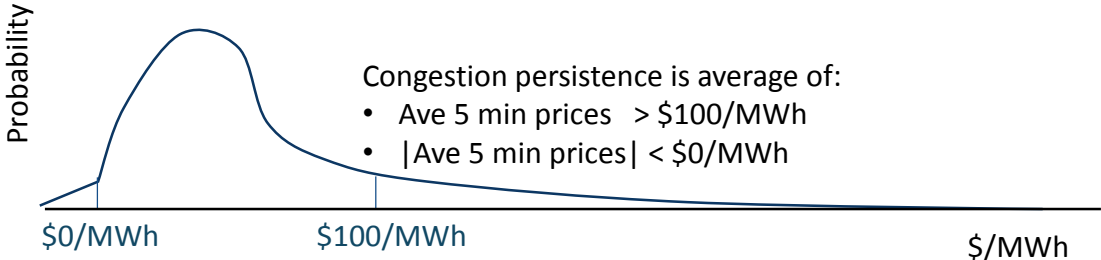 Probability
Congestion persistence is average of:
• Ave 5 min prices > $100/MWh
• |Ave 5 min prices| < $0/MWh
$0/MWh
$100/MWh
$/MWh